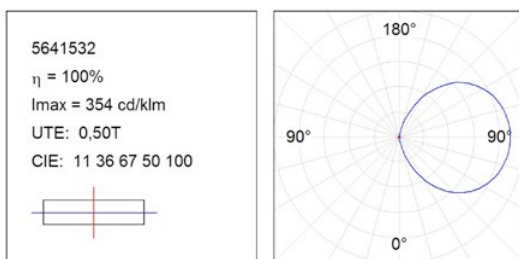 5641532
η = 100%
Imax = 354 cd/klm
UTE: 0,50T
CIE: 11 36 67 50 100
180°
90°
90°
0°